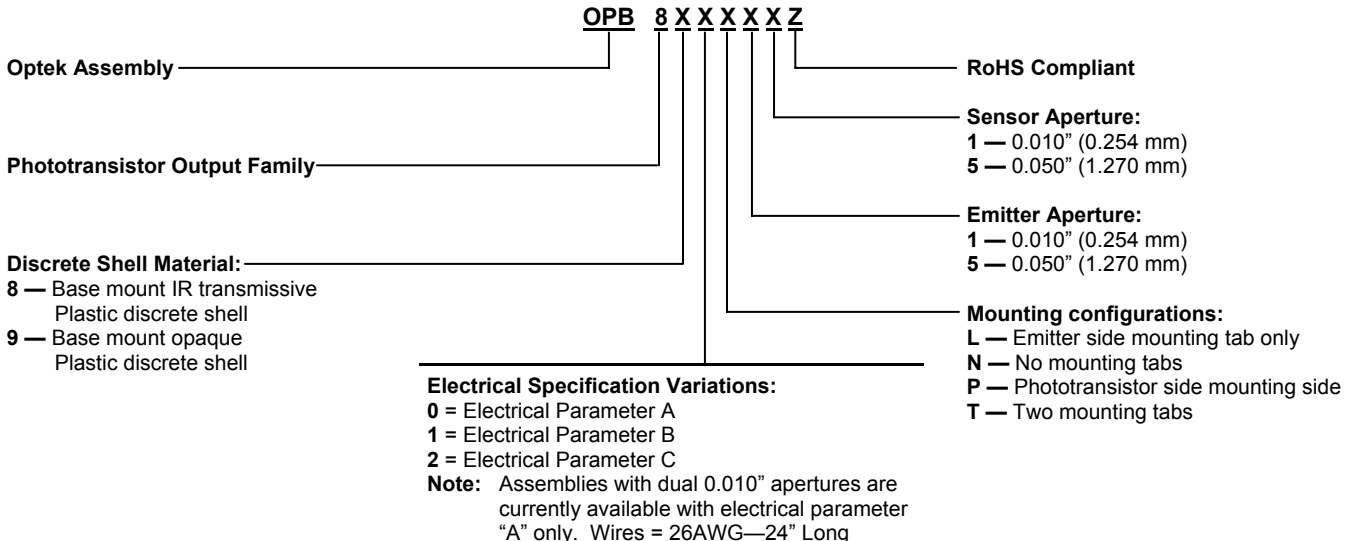 OPB 8 X X X X X Z
Optek Assembly
RoHS Compliant
Sensor Aperture:
1 — 0.010” (0.254 mm)
5 — 0.050” (1.270 mm)
Phototransistor Output Family
Emitter Aperture:
1 — 0.010” (0.254 mm)
5 — 0.050” (1.270 mm)
Discrete Shell Material:
8 — Base mount IR transmissive
Plastic discrete shell
9 — Base mount opaque
Plastic discrete shell
Mounting configurations:
L — Emitter side mounting tab only
N — No mounting tabs
P — Phototransistor side mounting side
T — Two mounting tabs
Electrical Specification Variations:
0 = Electrical Parameter A
1 = Electrical Parameter B
2 = Electrical Parameter C
Note: Assemblies with dual 0.010” apertures are
currently available with electrical parameter
“A” only. Wires = 26AWG—24” Long